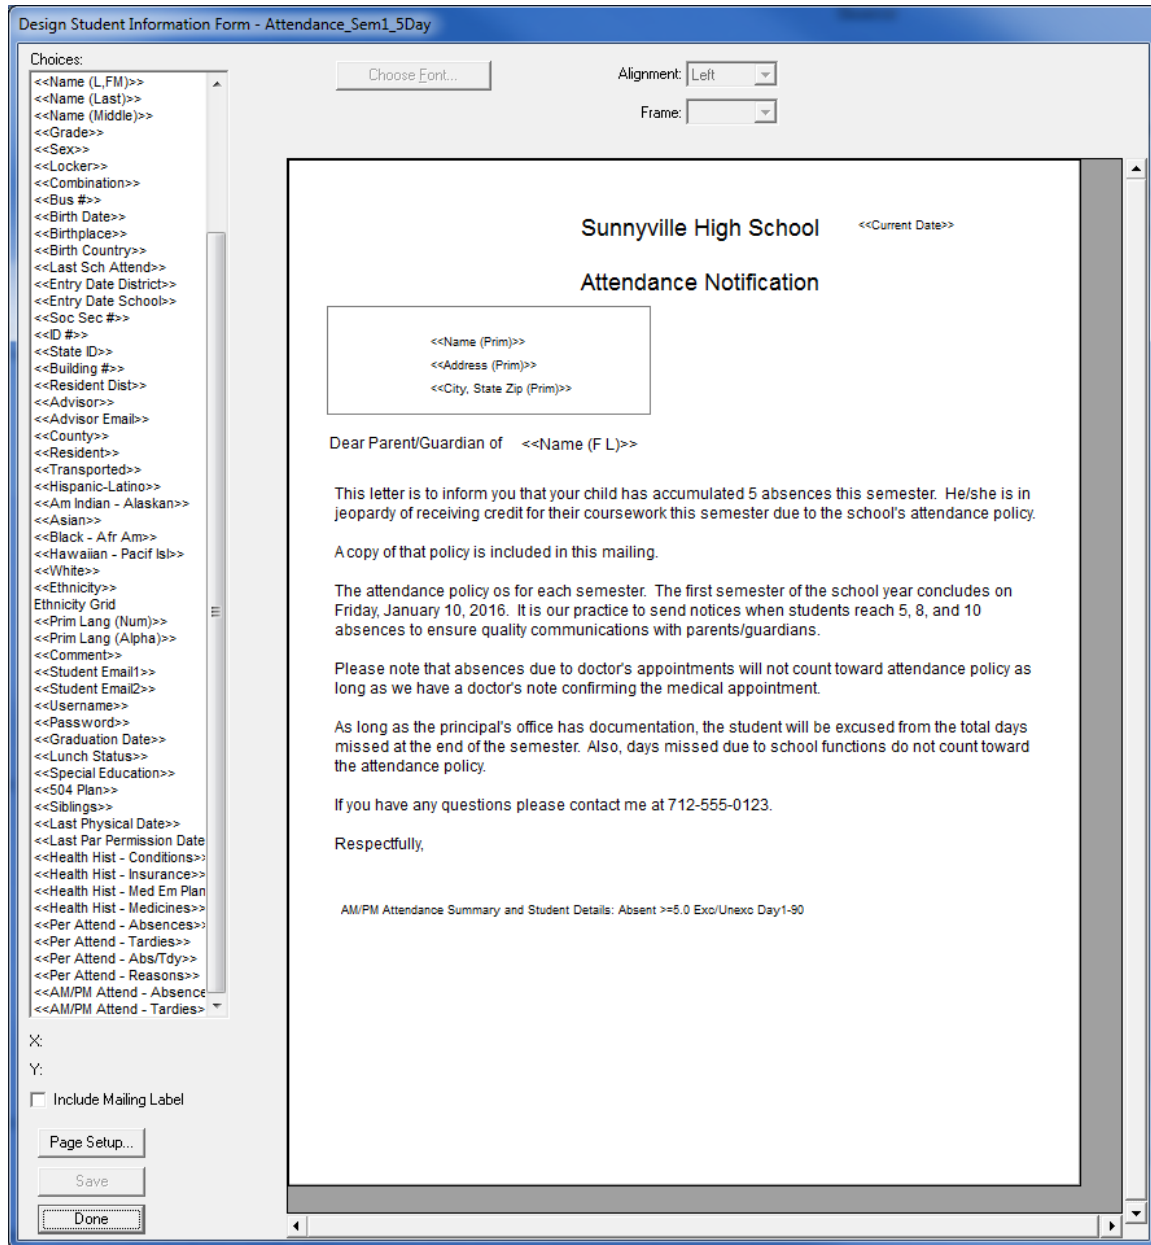 Design Student Information Form - Attendance_Sem1_5Day
Choices:
<<Name (L,FM)>>
<<Name (Last)>>
<<Name (Middle)>>
<<Grade>>
<<Sex>>
<<Locker>>
<<Combination>>
<<Bus #>>
<<Birth Date>>
<<Birthplace>>
<<Birth Country>>
<<Last Sch Attend>>
<<Entry Date District>>
<<Entry Date School>>
<<Soc Sec #>>
<<ID #>>
<<State ID>>
<<Building #>>
<<Resident Dist>>
<<Advisor>>
<<Advisor Email>>
<<County>>
<<Resident>>
<<Transported>>
<<Hispanic-Latino>>
<<Am Indian - Alaskan>>
<<Asian>>
<<Black - Afr Am>>
<<Hawaiian - Pacif Isl>>
<<White>>
<<Ethnicity>>
Ethnicity Grid
<<Prim Lang (Num)>>
<<Prim Lang (Alpha)>>
<<Comment>>
<<Student Email1>>
<<Student Email2>>
<<Username>>
<<Password>>
<<Graduation Date>>
<<Lunch Status>>
<<Special Education>>
<<504 Plan>>
<<Siblings>>
<<Last Physical Date>>
<<Last Par Permission Date
<<Health Hist - Conditions>>
<<Health Hist - Insurance>>
<<Health Hist - Med Em Plan
<<Health Hist - Medicines>>
<<Per Attend - Absences>>
<<Per Attend - Tardies>>
<<Per Attend - Abs/Tdy>>
<<Per Attend - Reasons>>
<<AM/PM Attend - Absence
<<AM/PM Attend - Tardies>
X:
Y:
Include Mailing Label
Page Setup...
Save
Done
Choose Font...
Alignment: Left
Frame:
Sunnyville High School <<Current Date>>
Attendance Notification
<<Name (Prim)>>
<<Address (Prim)>>
<<City, State Zip (Prim)>>
Dear Parent/Guardian of <<Name (F L)>>
This letter is to inform you that your child has accumulated 5 absences this semester. He/she is in
jeopardy of receiving credit for their coursework this semester due to the school's attendance policy.
A copy of that policy is included in this mailing.
The attendance policy os for each semester. The first semester of the school year concludes on
Friday, January 10, 2016. It is our practice to send notices when students reach 5, 8, and 10
absences to ensure quality communications with parents/guardians.
Please note that absences due to doctor's appointments will not count toward attendance policy as
long as we have a doctor's note confirming the medical appointment.
As long as the principal's office has documentation, the student will be excused from the total days
missed at the end of the semester. Also, days missed due to school functions do not count toward
the attendance policy.
If you have any questions please contact me at 712-555-0123.
Respectfully,
AM/PM Attendance Summary and Student Details: Absent >=5.0 Exc/Unexc Day1-90